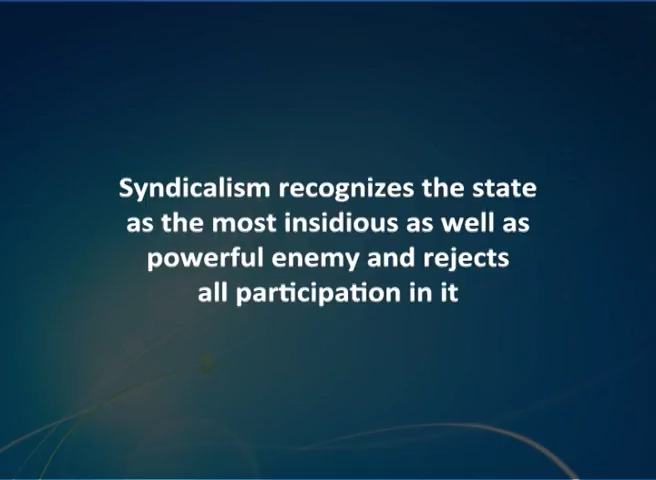 Syndicalism recognizes the state
as the most insidious as well as
powerful enemy and rejects
all participation in it